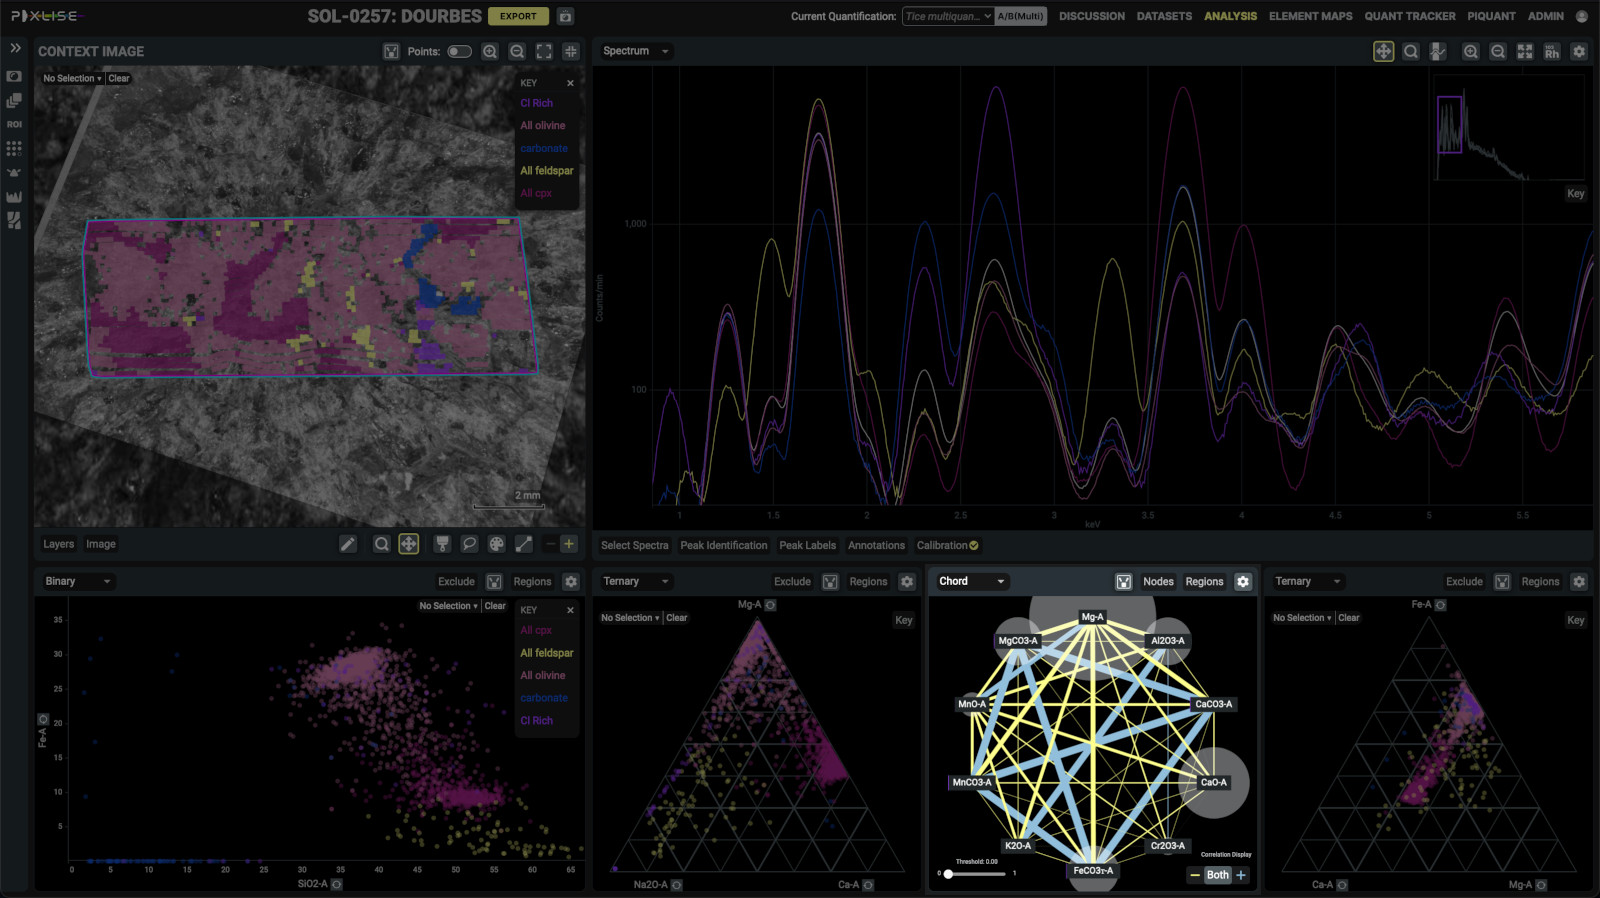 PIXLISE
SOL-0257: DOURBES
EXPORT
Current Quantification:
Tice multiquan...
A/B(Multi)
DISCUSSION
DATASETS
ANALYSIS
ELEMENT MAPS
QUANT TRACKER
PIQUANT
ADMIN
CONTEXT IMAGE
Points:
No Selection
Clear
KEY
Cl Rich
All olivine
carbonate
All feldspar
All cpx
2 mm
ROI
Layers
Image
Spectrum
Rh
Key
1,000
100
Counts/min
1
1.5
2
2.5
3
3.5
4
4.5
5
5.5
keV
Select Spectra
Peak Identification
Peak Labels
Annotations
Calibration
Binary
Exclude
Regions
No Selection
Clear
KEY
All cpx
All feldspar
All olivine
carbonate
Cl Rich
35
30
25
20
15
10
5
Fe-A
0
5
10
15
20
25
30
35
40
45
50
55
60
65
SiO2-A
Ternary
Exclude
Regions
Mg-A
No Selection
Clear
Key
Na2O-A
Ca-A
Chord
Nodes
Regions
Mg-A
MgCO3-A
Al2O3-A
MnO-A
CaCO3-A
MnCO3-A
CaO-A
K2O-A
Cr2O3-A
FeCO3T-A
Threshold: 0.00
0
1
Correlation Display
Both
Ternary
Exclude
Regions
Fe-A
No Selection
Clear
Key
Ca-A
Mg-A